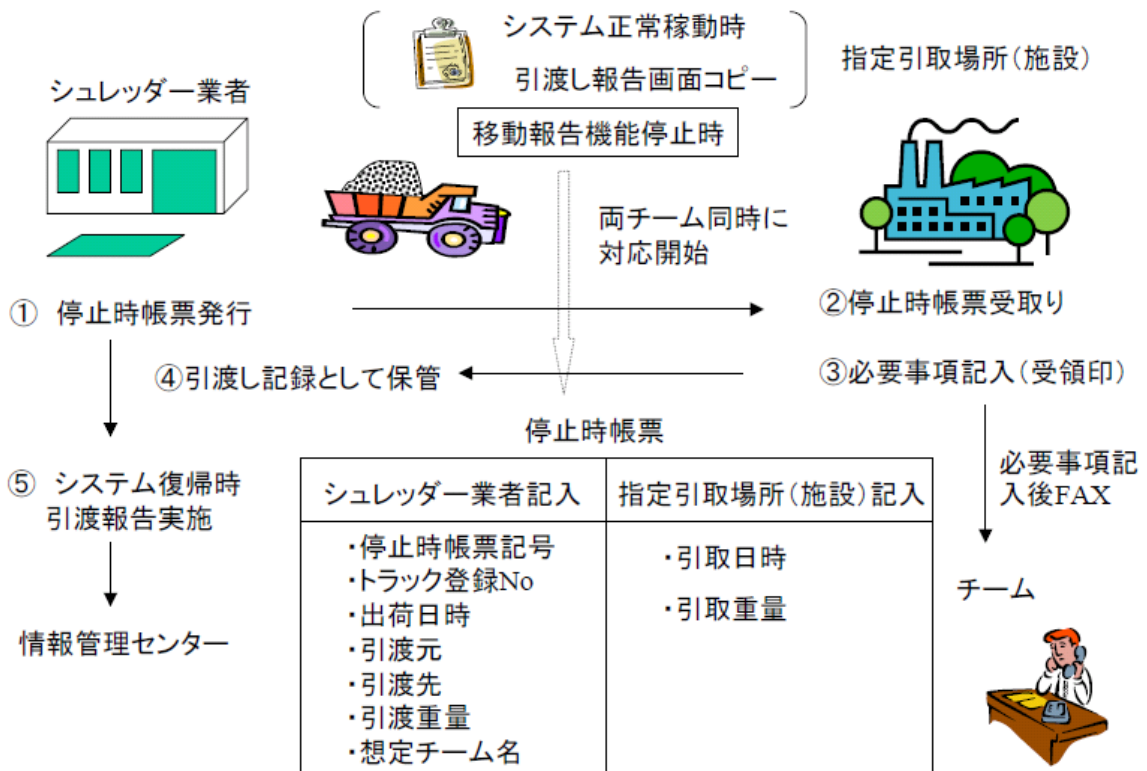 システム正常稼動時
引渡し報告画面コピー
指定引取場所(施設)
シュレッダー業者
移動報告機能停止時
両チーム同時に
対応開始
① 停止時帳票発行
②停止時帳票受取り
④引渡し記録として保管
③必要事項記入(受領印)
停止時帳票
⑤ システム復帰時
引渡報告実施
必要事項記
入後FAX
シュレッダー業者記入
指定引取場所(施設)記入
・停止時帳票記号
・トラック登録No
・出荷日時
・引渡元
・引渡先
・引渡重量
・想定チーム名
・引取日時
・引取重量
チーム
情報管理センター